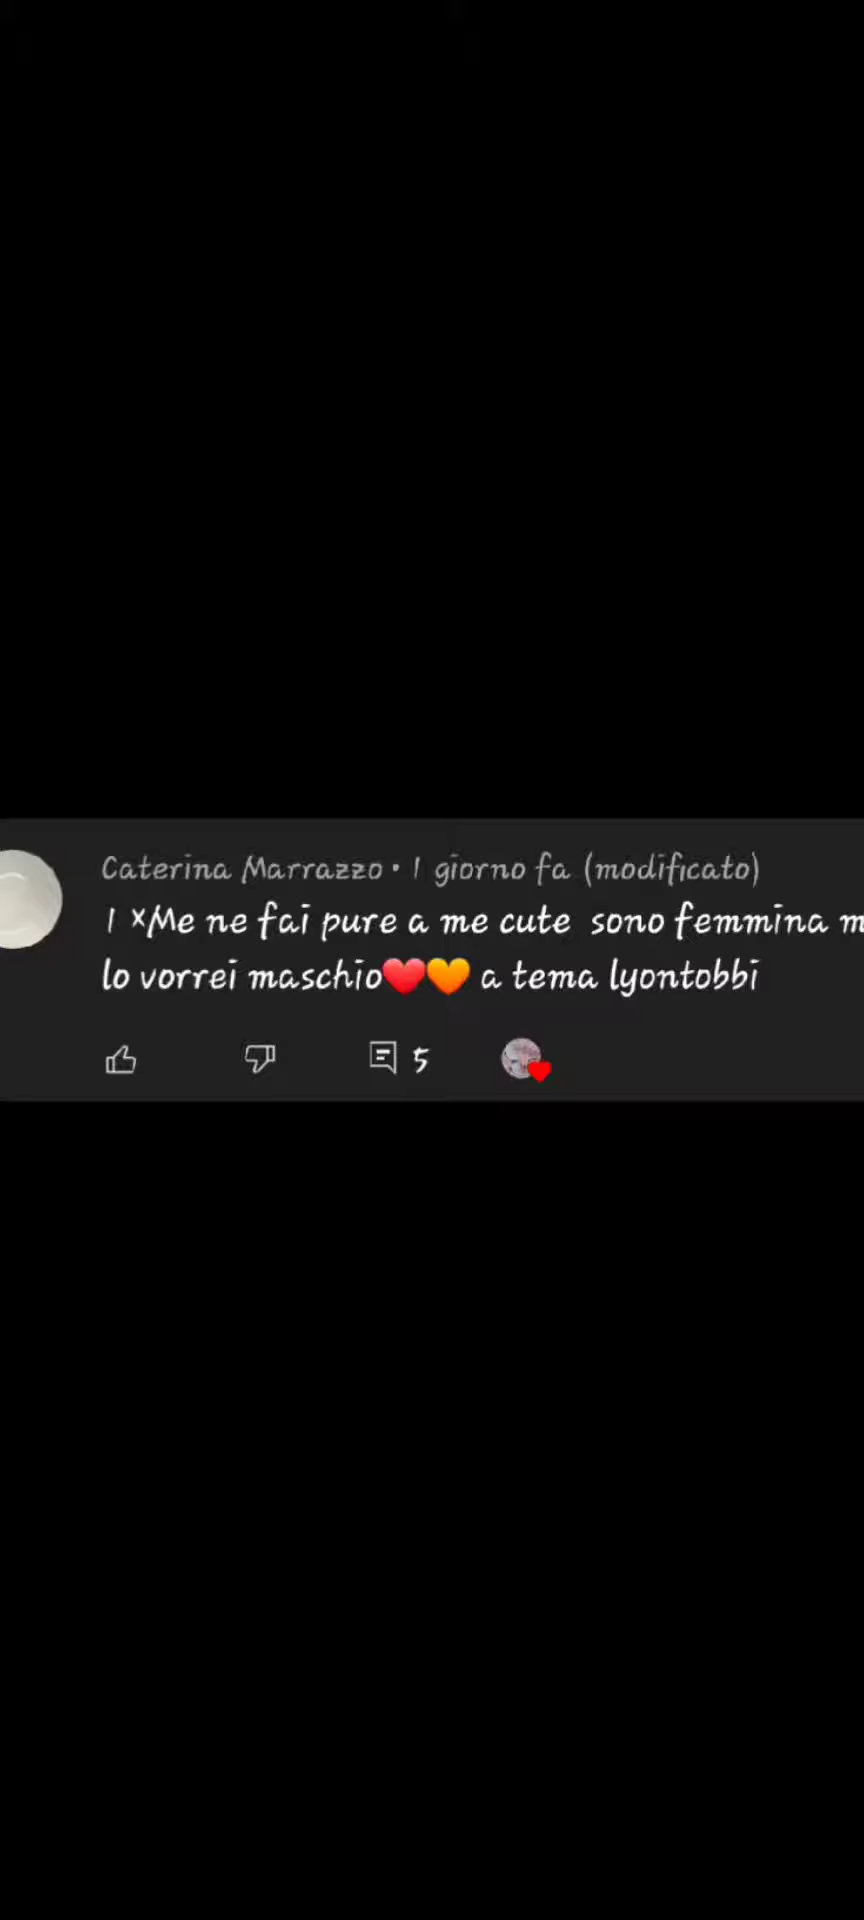 Caterina Marrazzo • 1 giorno fa (modificato)
1 ×Me ne fai pure a me cute sono femmina m
lo vorrei maschio❤️🧡 a tema lyontobbi
5